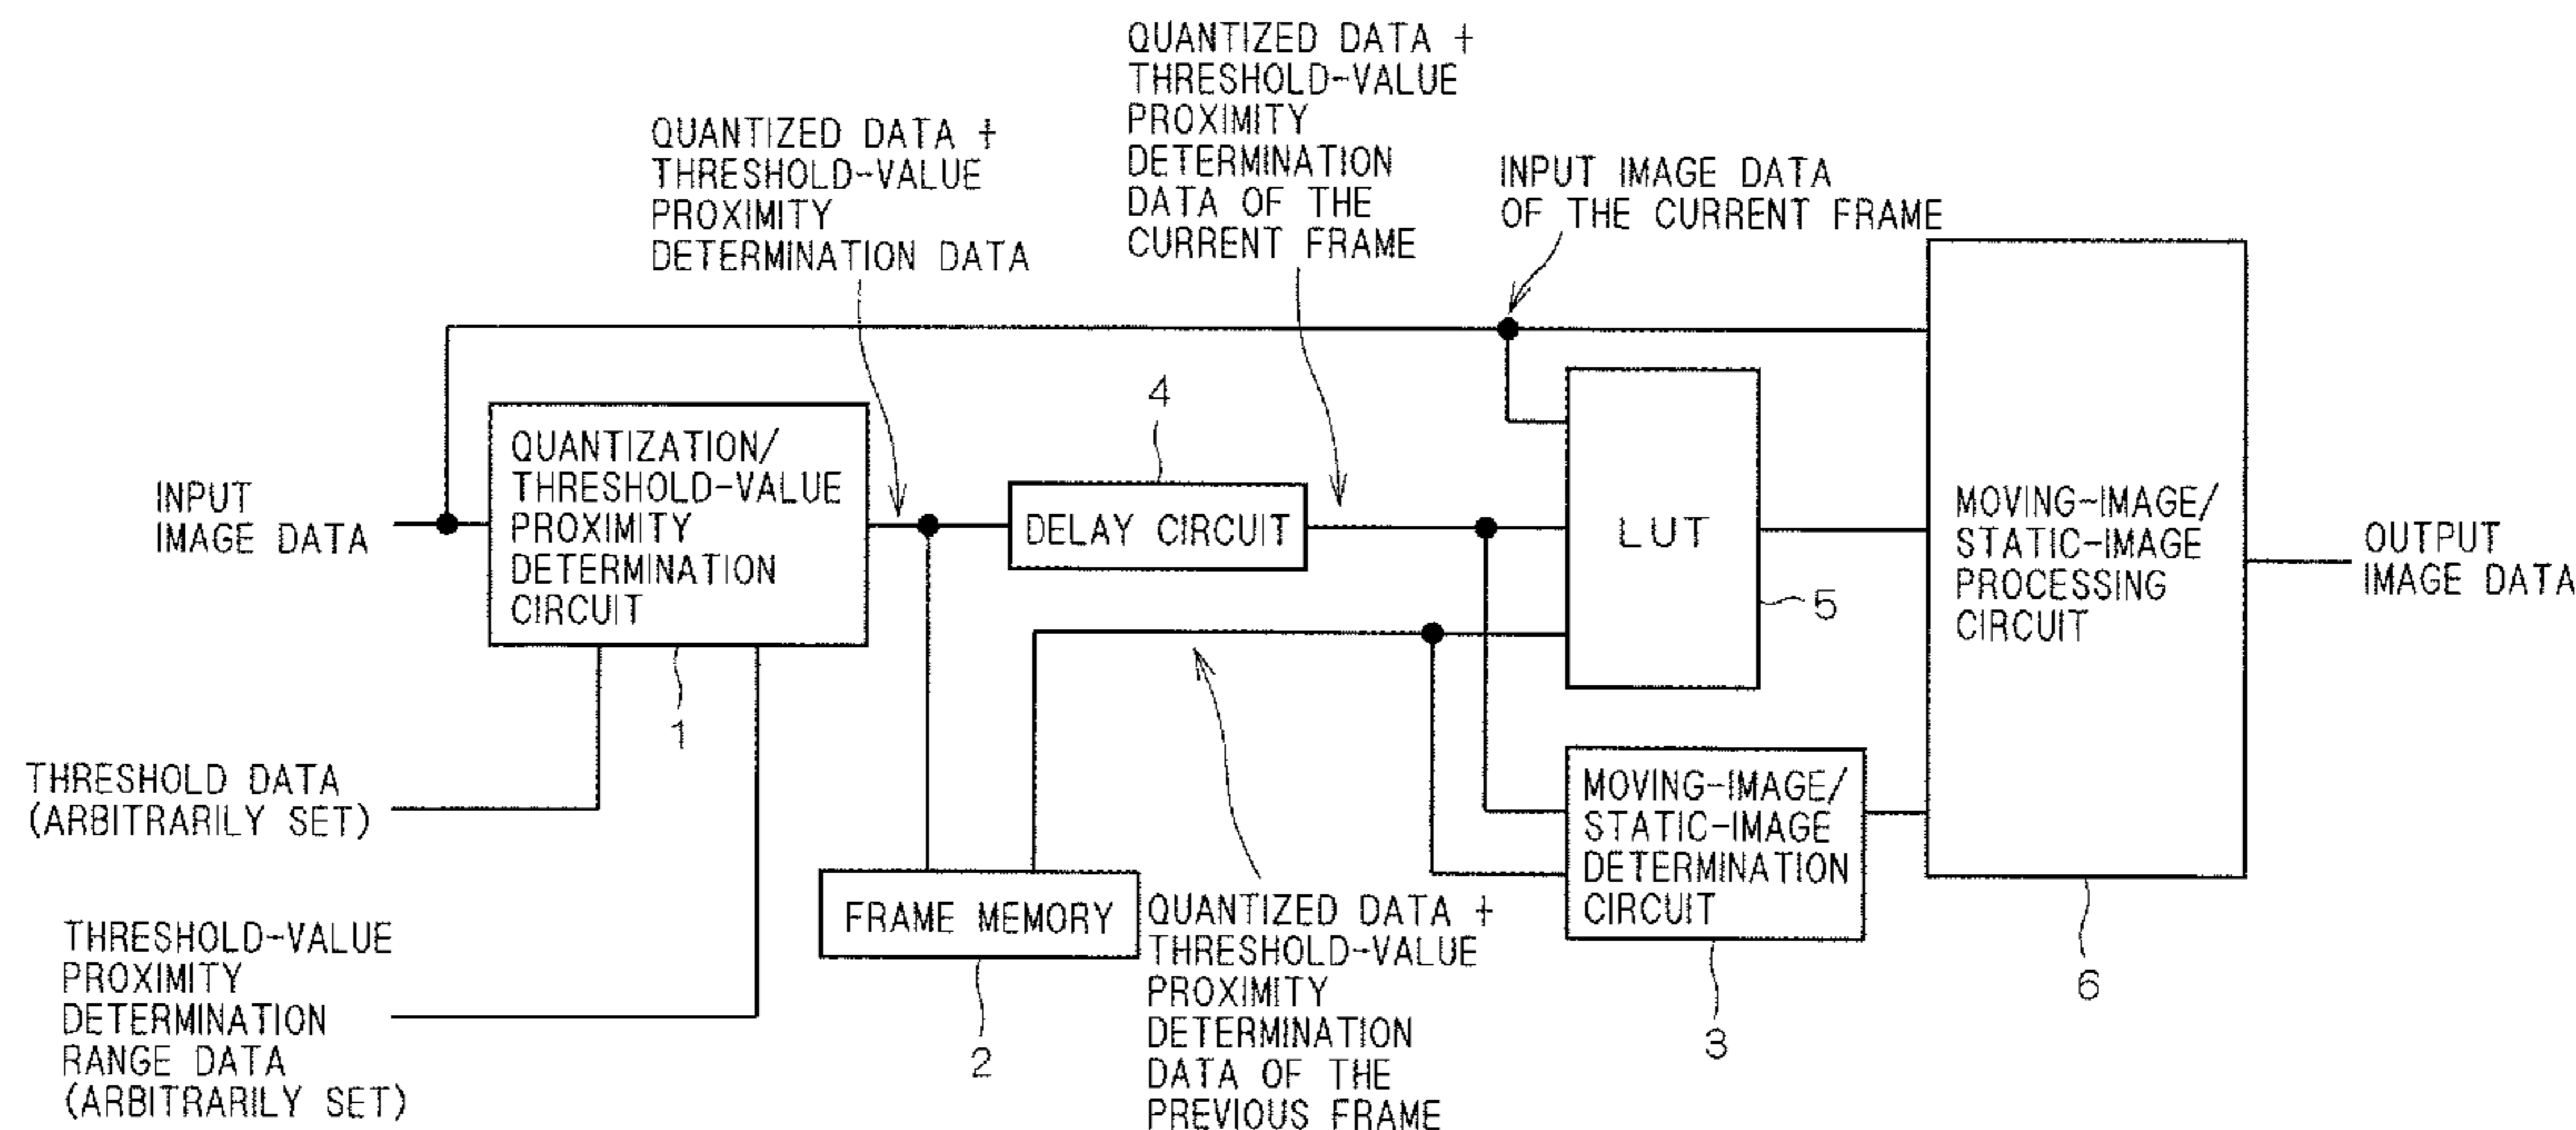 QUANTIZED DATA +
THRESHOLD-VALUE
PROXIMITY
DETERMINATION
DATA OF THE
CURRENT FRAME
QUANTIZED DATA +
THRESHOLD-VALUE
PROXIMITY
DETERMINATION DATA
INPUT IMAGE DATA
OF THE CURRENT FRAME
INPUT
IMAGE DATA
QUANTIZATION/
THRESHOLD-VALUE
PROXIMITY
DETERMINATION
CIRCUIT
1
4
DELAY CIRCUIT
LUT
5
MOVING-IMAGE/
STATIC-IMAGE
PROCESSING
CIRCUIT
6
OUTPUT
IMAGE DATA
THRESHOLD DATA
(ARBITRARILY SET)
THRESHOLD-VALUE
PROXIMITY
DETERMINATION
RANGE DATA
(ARBITRARILY SET)
FRAME MEMORY
2
QUANTIZED DATA +
THRESHOLD-VALUE
PROXIMITY
DETERMINATION
DATA OF THE
PREVIOUS FRAME
MOVING-IMAGE/
STATIC-IMAGE
DETERMINATION
CIRCUIT
3